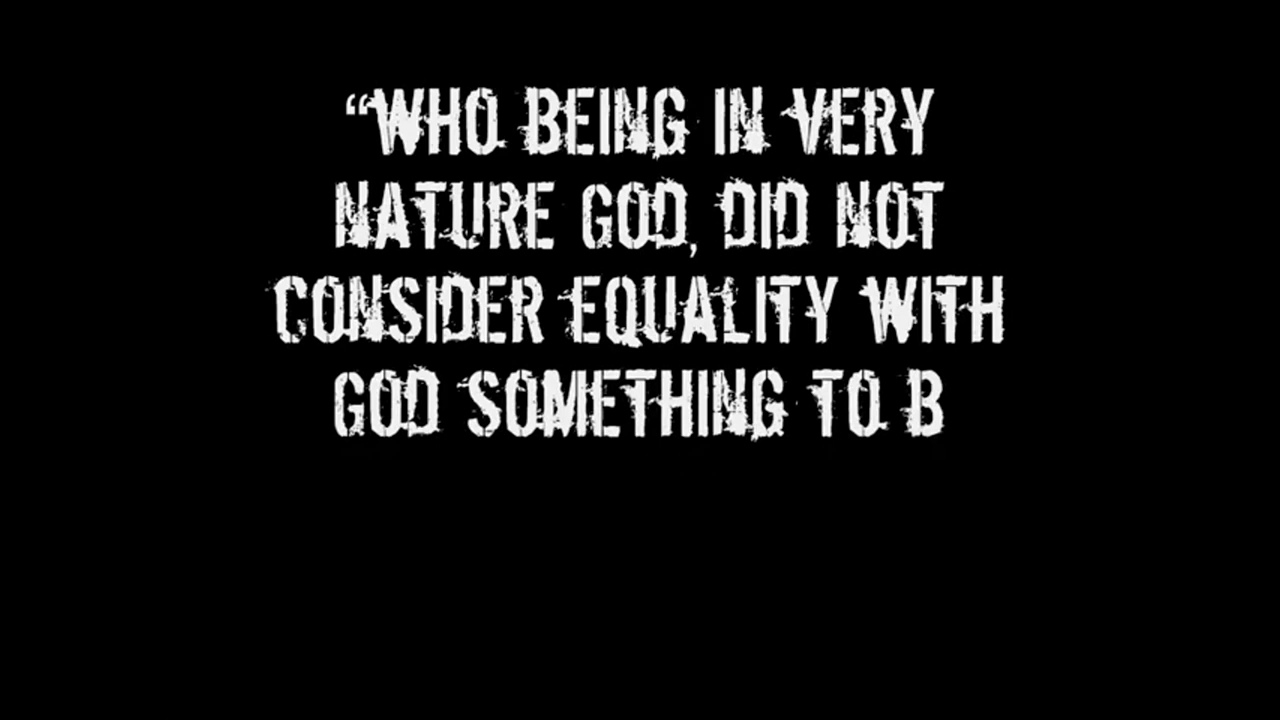 “WHO BEING IN VERY
NATURE GOD, DID NOT
CONSIDER EQUALITY WITH
GOD SOMETHING TO B